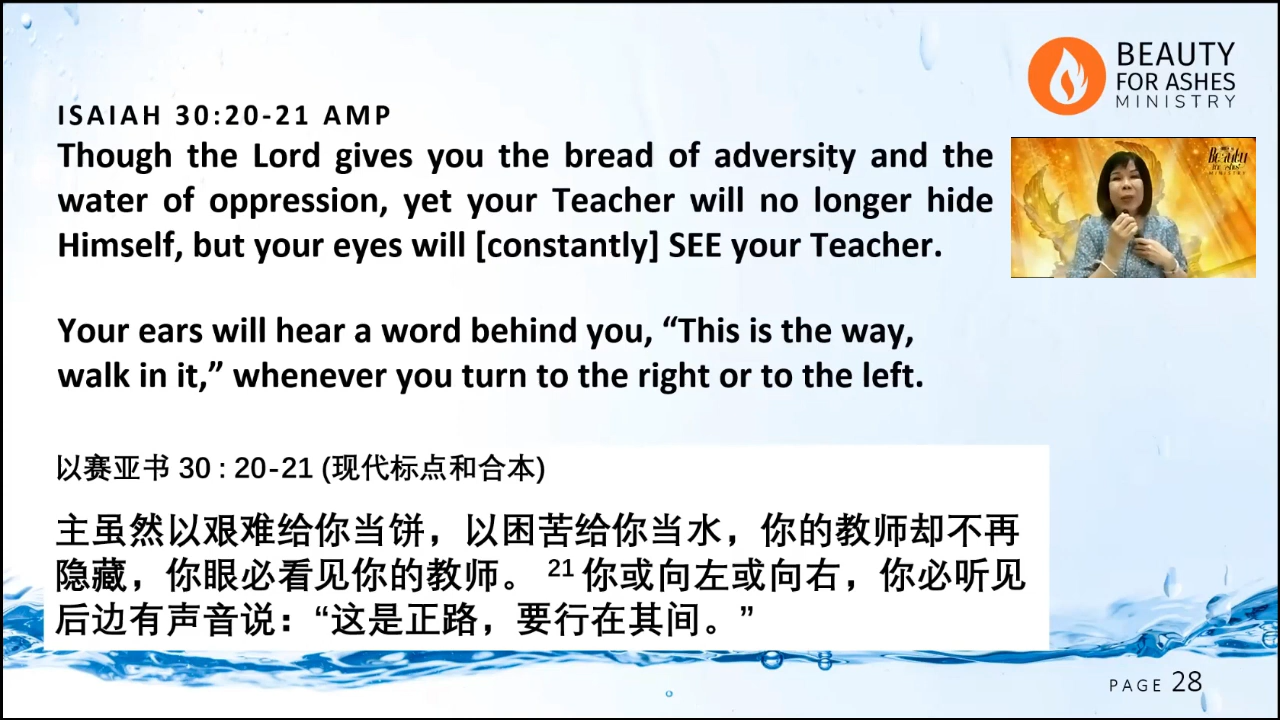 BEAUTY
FOR ASHES
MINISTRY
ISAIAH 30:20-21 AMP
Though the Lord gives you the bread of adversity and the
water of oppression, yet your Teacher will no longer hide
Himself, but your eyes will [constantly] SEE your Teacher.
Your ears will hear a word behind you, “This is the way,
walk in it,” whenever you turn to the right or to the left.
以赛亚书 30 : 20-21 (现代标点和合本)
主虽然以艰难给你当饼，以困苦给你当水，你的教师却不再
隐藏，你眼必看见你的教师。 21 你或向左或向右，你必听见
后边有声音说：“这是正路，要行在其间。”
PAGE 28
Beauty
for ashes
MINISTRY